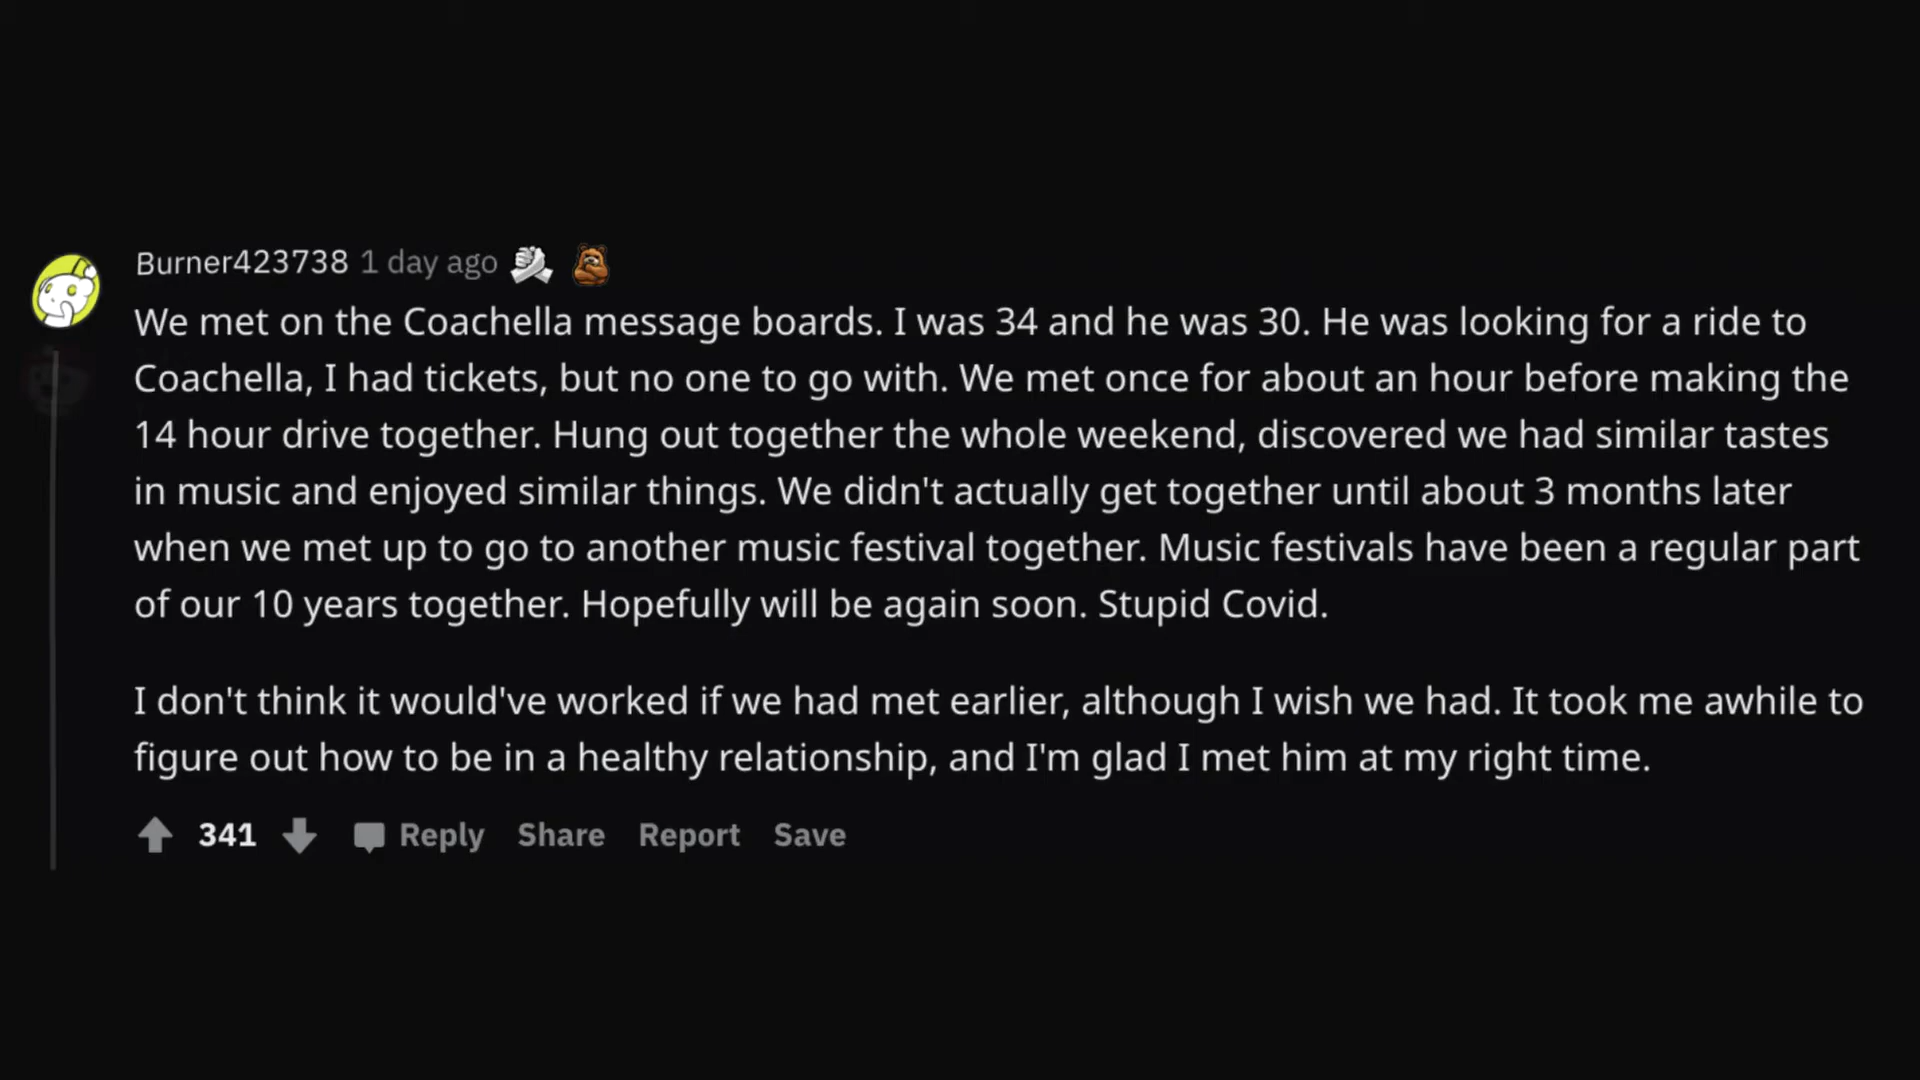 Burner423738 1 day ago
We met on the Coachella message boards. I was 34 and he was 30. He was looking for a ride to
Coachella, I had tickets, but no one to go with. We met once for about an hour before making the
14 hour drive together. Hung out together the whole weekend, discovered we had similar tastes
in music and enjoyed similar things. We didn't actually get together until about 3 months later
when we met up to go to another music festival together. Music festivals have been a regular part
of our 10 years together. Hopefully will be again soon. Stupid Covid.
I don't think it would've worked if we had met earlier, although I wish we had. It took me awhile to
figure out how to be in a healthy relationship, and I'm glad I met him at my right time.
341 Reply Share Report Save